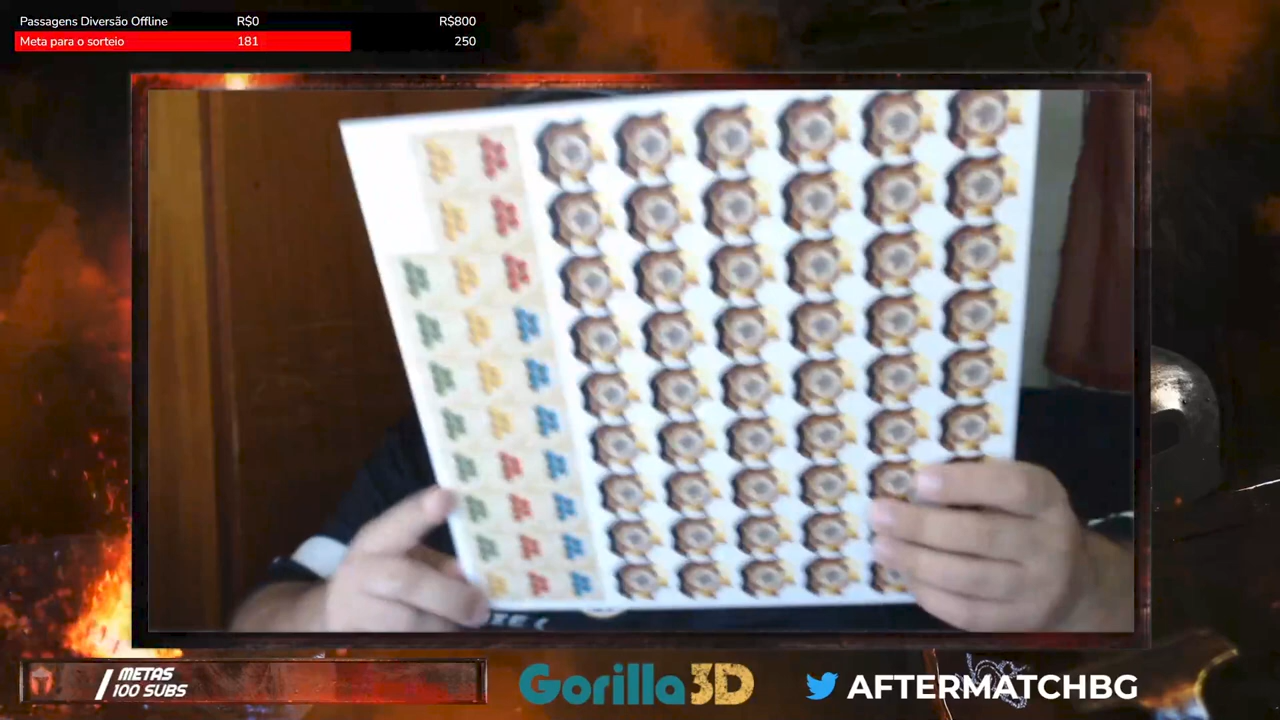 Passagens Diversão Offline R$0 R$800
Meta para o sorteio 181 250
METAS
100 SUBS
Gorilla3D
AFTERMATCHBG